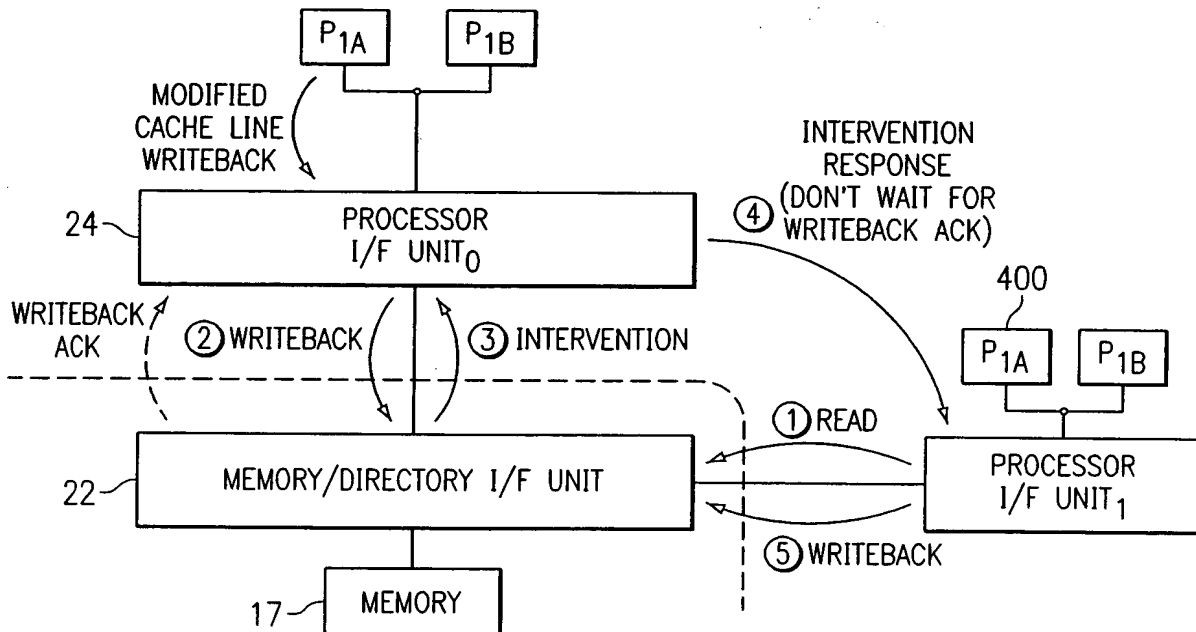 P1A
P1B
MODIFIED
CACHE LINE
WRITEBACK
INTERVENTION
RESPONSE
(DON'T WAIT FOR
WRITEBACK ACK)
4
24
PROCESSOR
I/F UNIT0
400
WRITEBACK
ACK
2 WRITEBACK
3 INTERVENTION
P1A
P1B
1 READ
22
MEMORY/DIRECTORY I/F UNIT
PROCESSOR
I/F UNIT1
5 WRITEBACK
17
MEMORY